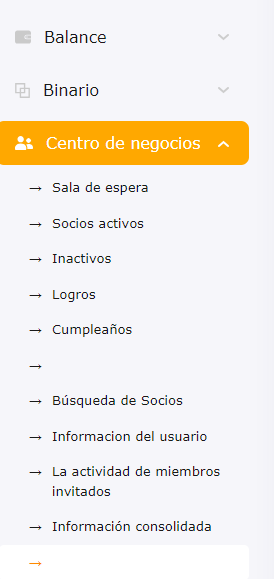 Balance
Binario
Centro de negocios
→ Sala de espera
→ Socios activos
→ Inactivos
→ Logros
→ Cumpleaños
→
→ Búsqueda de Socios
→ Informacion del usuario
→ La actividad de miembros
invitados
→ Información consolidada
→